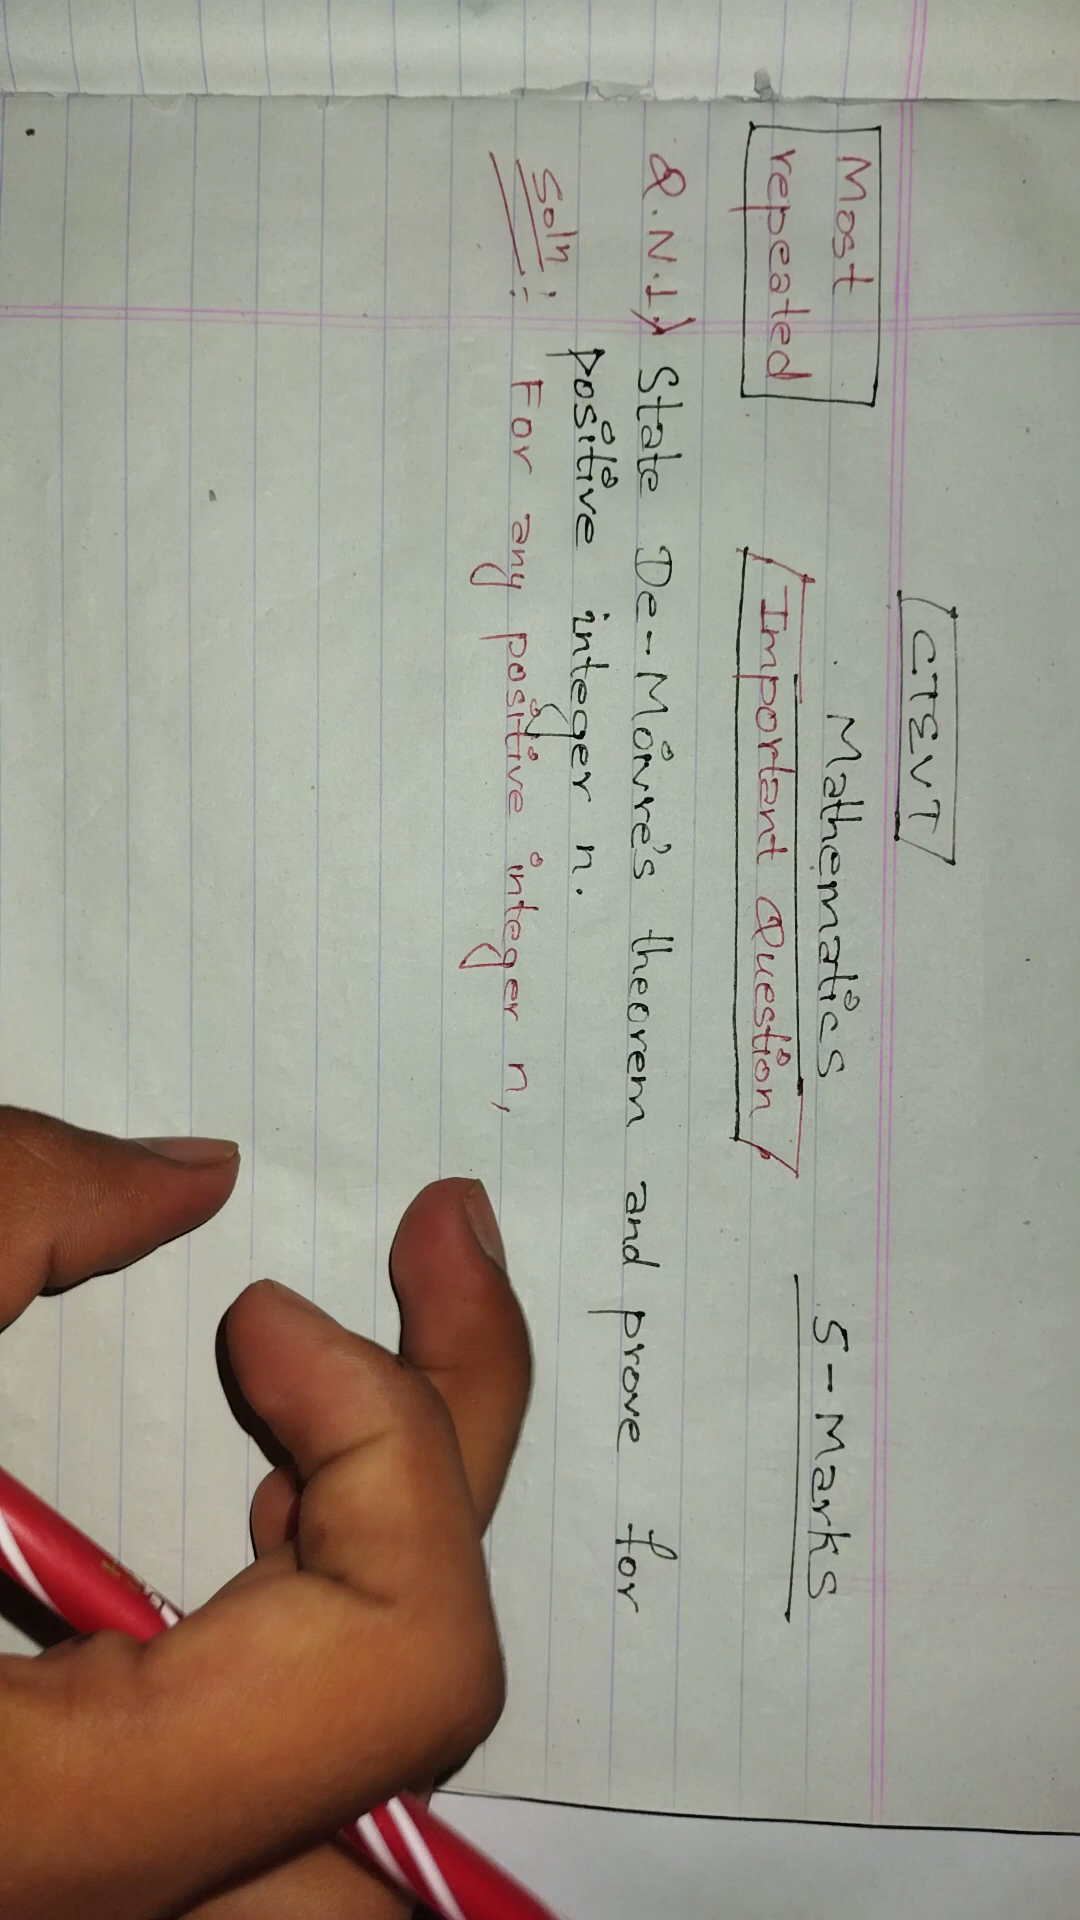 CTEVT
Most repeated
Mathematics
5-Marks
Important Question
Q.N.1) State De-Moivre's theorem and prove for
positive integer n.
Soln: For any positive integer n,